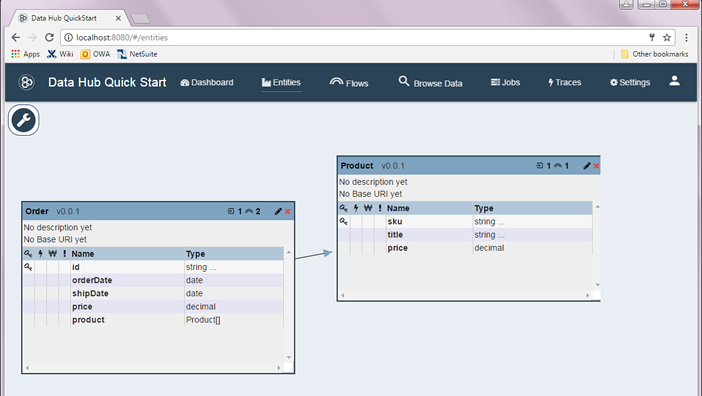 Data Hub QuickStart
localhost:8080/#/entities
Apps Wiki OWA NetSuite Other bookmarks
Data Hub Quick Start Dashboard Entities Flows Browse Data Jobs Traces Settings
Product v0.0.1 1 1
No description yet
No Base URI yet
Name Type
sku string ...
title string ...
price decimal
Order v0.0.1 1 2
No description yet
No Base URI yet
Name Type
id string ...
orderDate date
shipDate date
price decimal
product Product[]